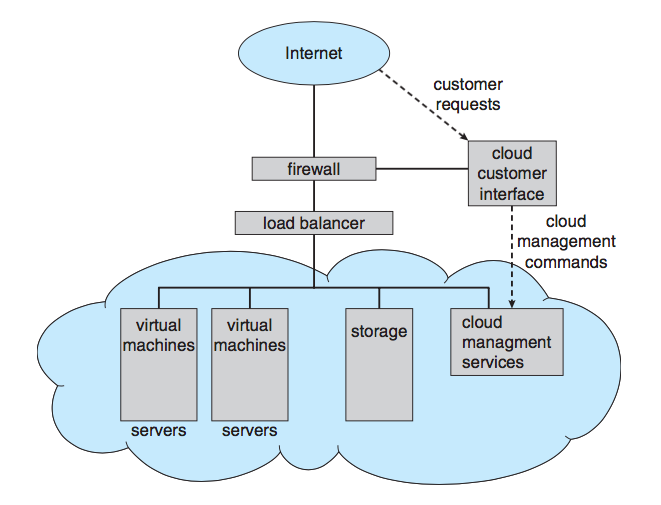 Internet
customer
requests
cloud
customer
interface
firewall
load balancer
cloud
management
commands
virtual
machines
virtual
machines
storage
cloud
managment
services
servers
servers